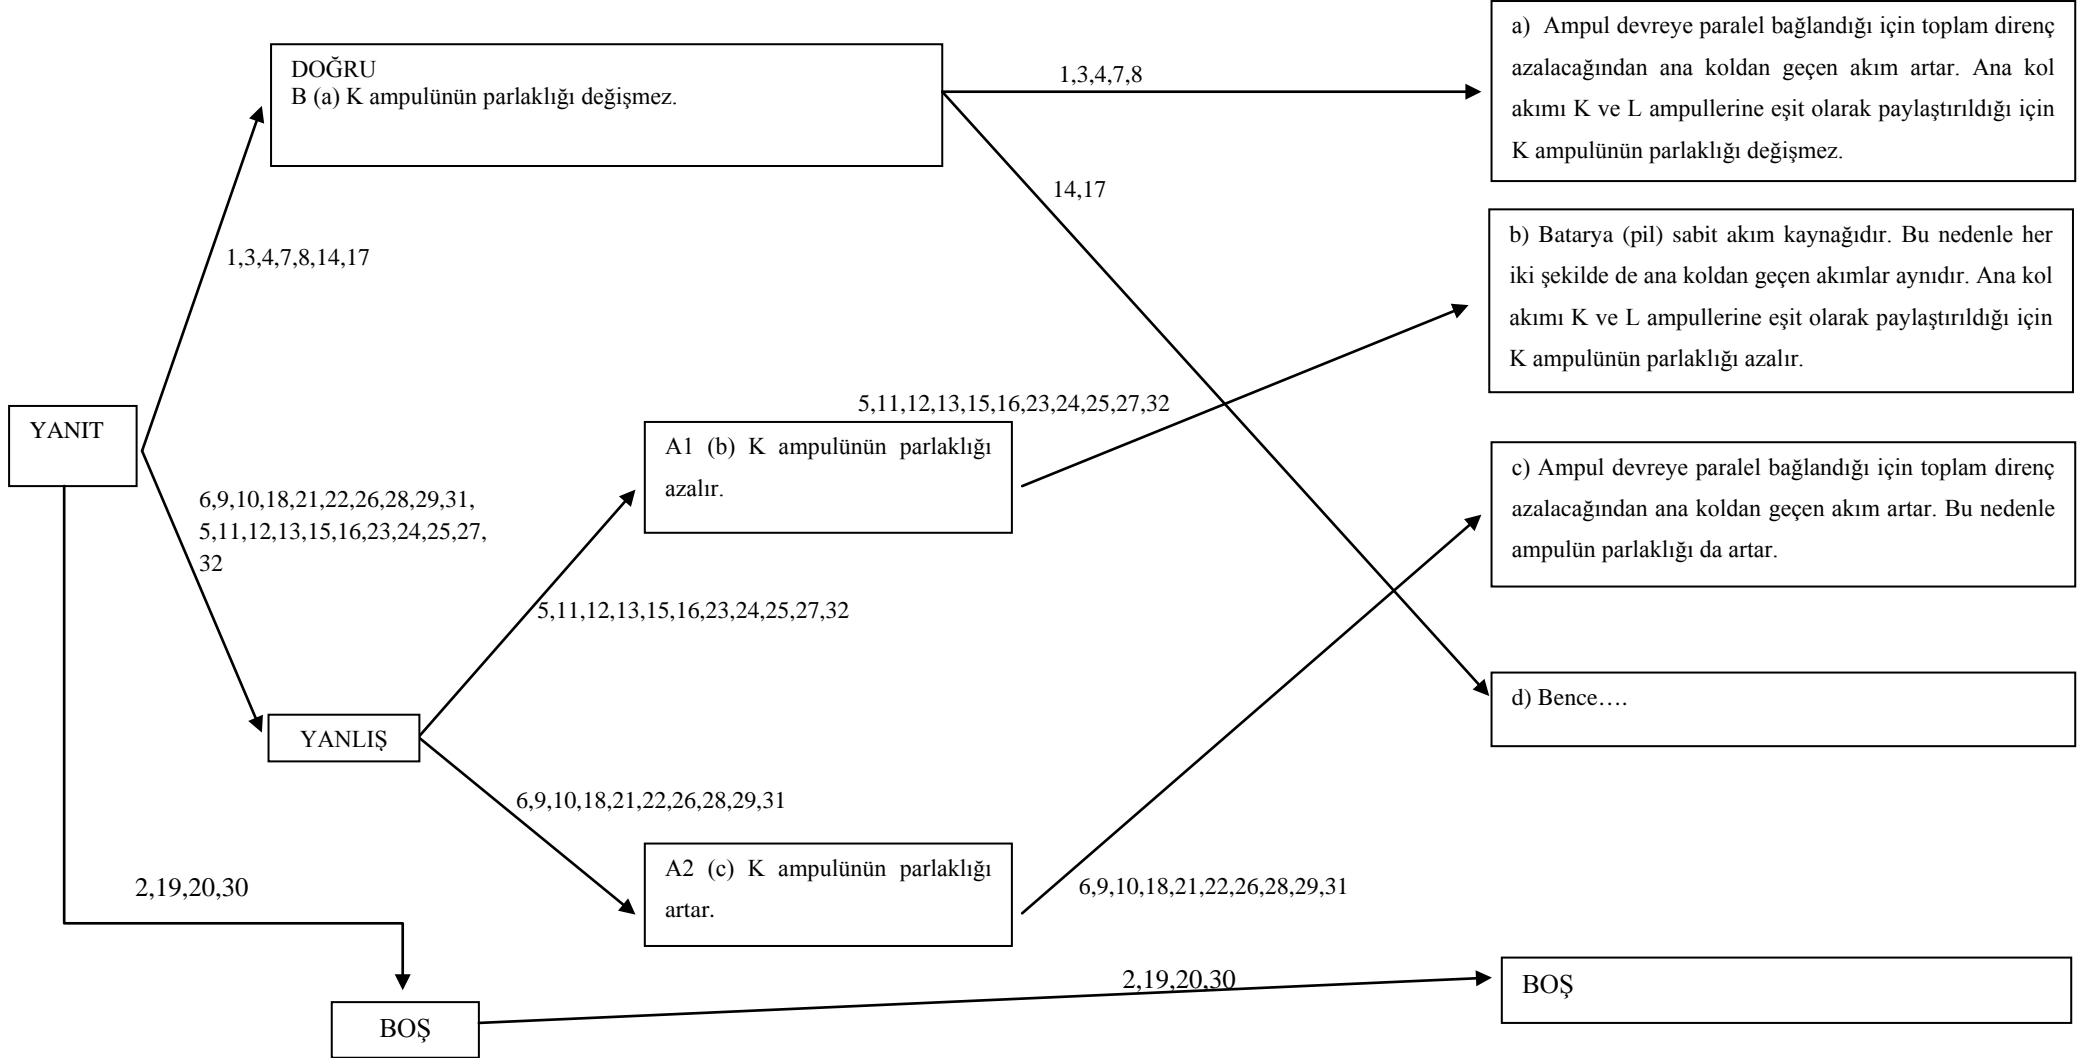 DOĞRU
B (a) K ampulünün parlaklığı değişmez.
1,3,4,7,8
a) Ampul devreye paralel bağlandığı için toplam direnç
azalacağından ana koldan geçen akım artar. Ana kol
akımı K ve L ampullerine eşit olarak paylaştırıldığı için
K ampulünün parlaklığı değişmez.
14,17
1,3,4,7,8,14,17
b) Batarya (pil) sabit akım kaynağıdır. Bu nedenle her
iki şekilde de ana koldan geçen akımlar aynıdır. Ana kol
akımı K ve L ampullerine eşit olarak paylaştırıldığı için
K ampulünün parlaklığı azalır.
YANIT
5,11,12,13,15,16,23,24,25,27,32
A1 (b) K ampulünün parlaklığı
azalır.
c) Ampul devreye paralel bağlandığı için toplam direnç
azalacağından ana koldan geçen akım artar. Bu nedenle
ampulün parlaklığı da artar.
6,9,10,18,21,22,26,28,29,31,
5,11,12,13,15,16,23,24,25,27,
32
5,11,12,13,15,16,23,24,25,27,32
d) Bence….
YANLIŞ
6,9,10,18,21,22,26,28,29,31
A2 (c) K ampulünün parlaklığı
artar.
6,9,10,18,21,22,26,28,29,31
2,19,20,30
2,19,20,30
BOŞ
BOŞ